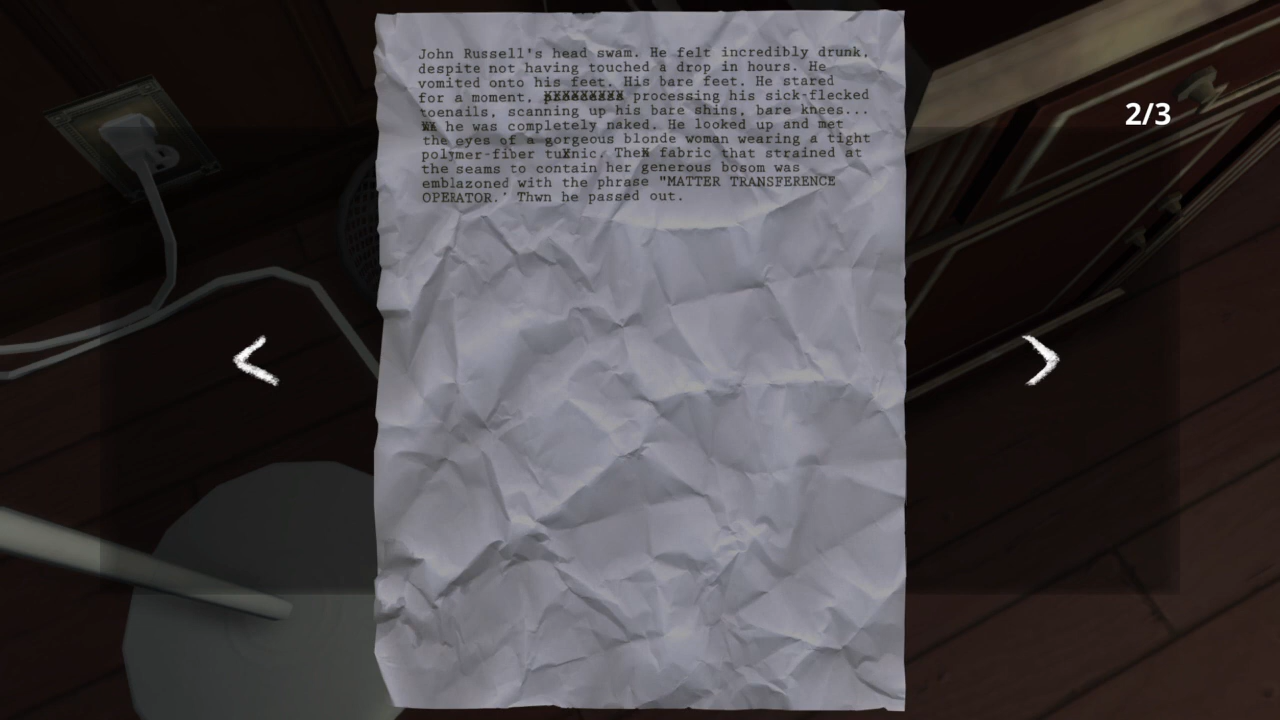 John Russell's head swam. He felt incredibly drunk,
despite not having touched a drop in hours. He
vomited onto his feet. His bare feet. He stared
for a moment, processing his sick-flecked
toenails, scanning up his bare shins, bare knees...
he was completely naked. He looked up and met
the eyes of a gorgeous blonde woman wearing a tight
polymer-fiber tuXnic. TheX fabric that strained at
the seams to contain her generous bosom was
emblazoned with the phrase "MATTER TRANSFERENCE
OPERATOR.' Thwn he passed out.
2/3